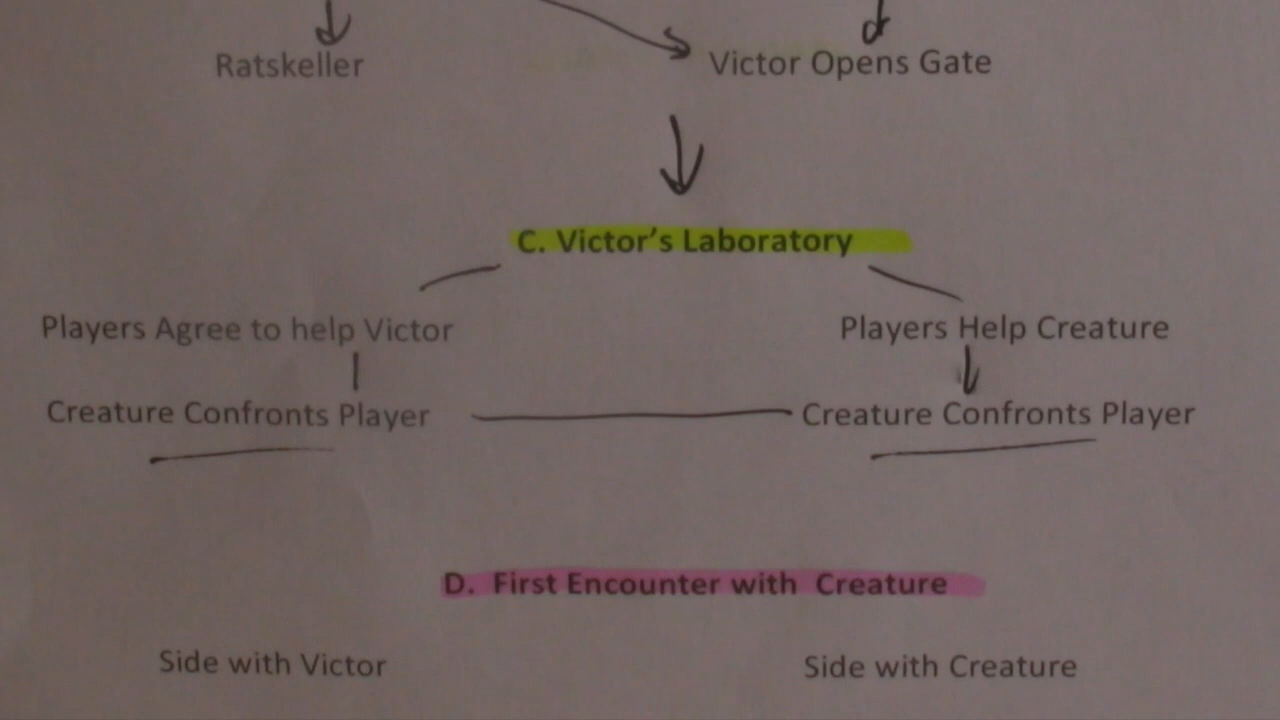 Ratskeller Victor Opens Gate
C. Victor's Laboratory
Players Agree to help Victor Players Help Creature
Creature Confronts Player Creature Confronts Player
D. First Encounter with Creature
Side with Victor Side with Creature